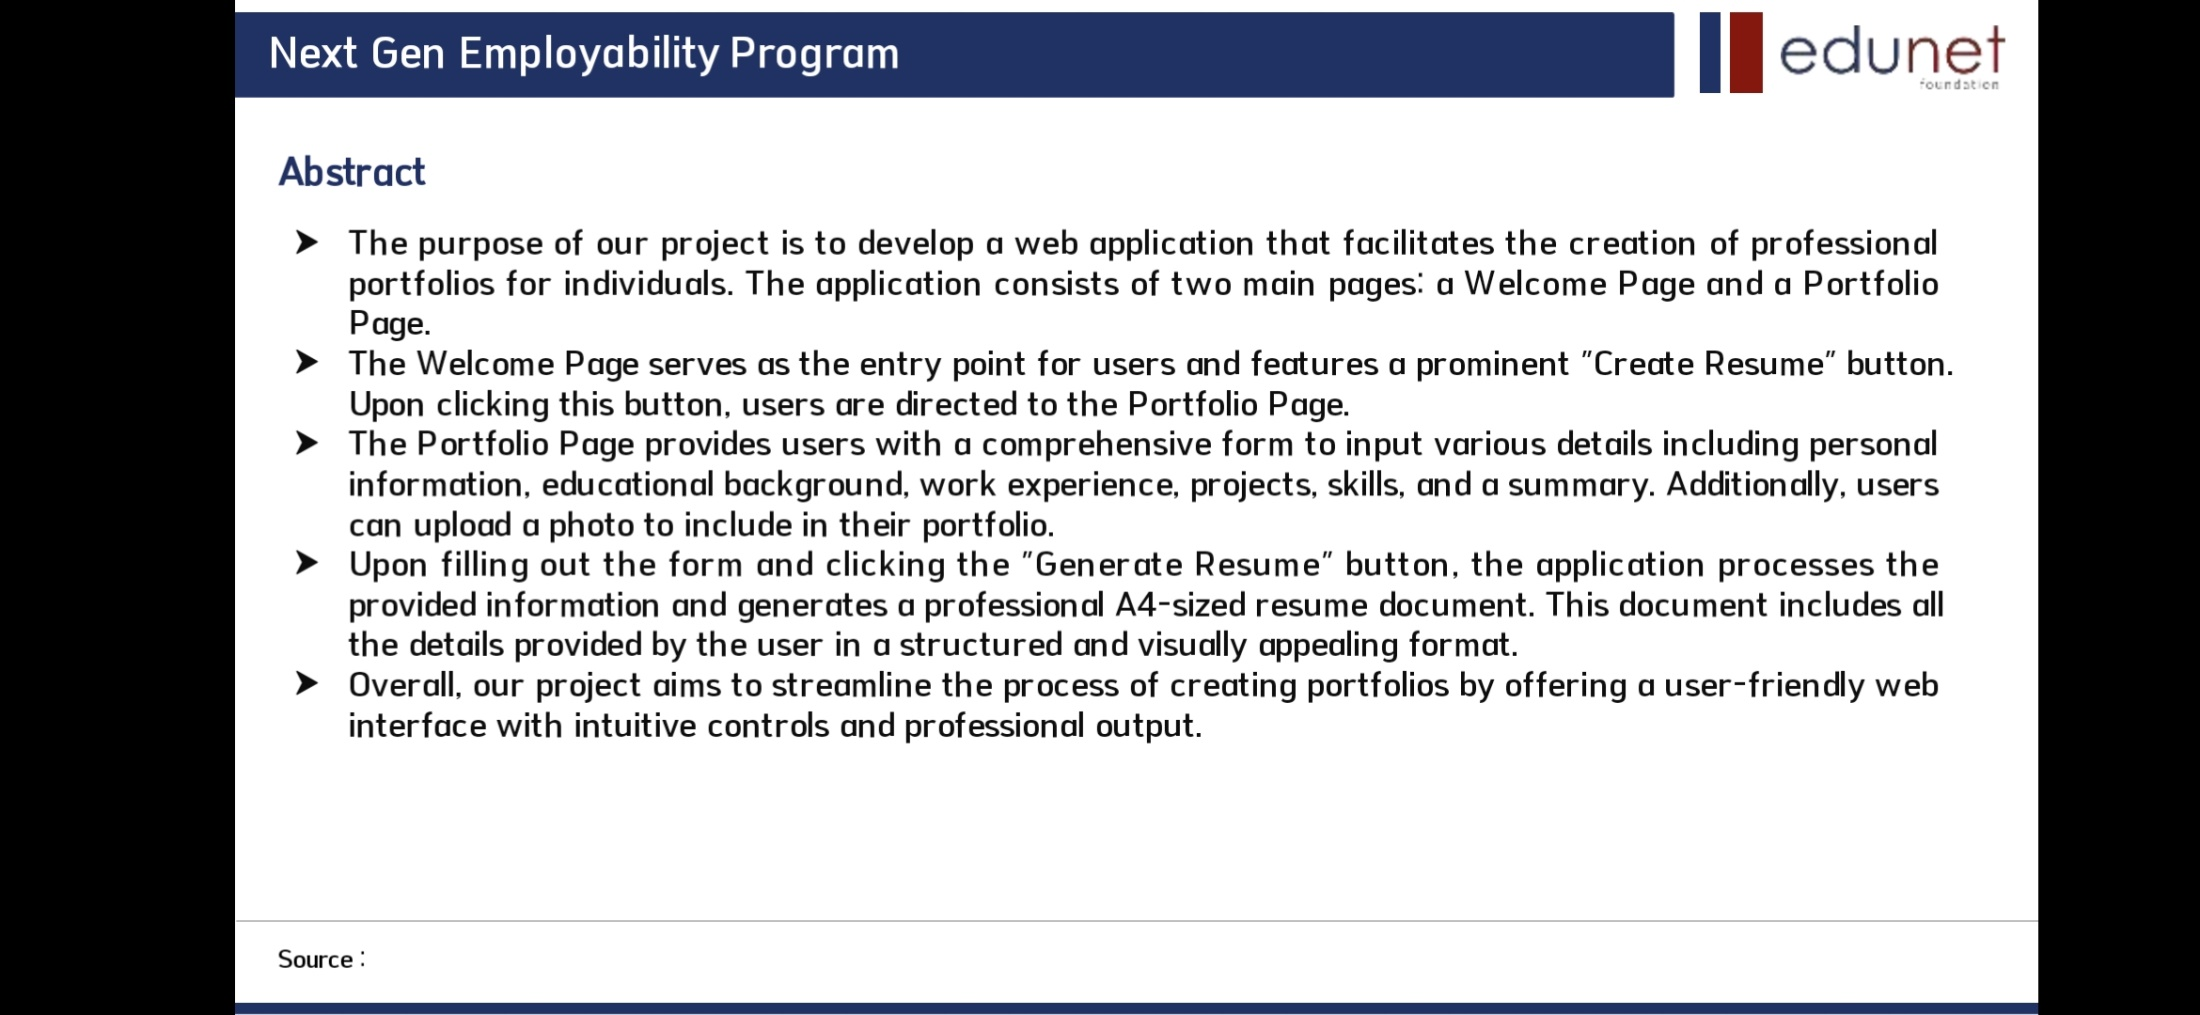 Next Gen Employability Program
edunet
foundation
Abstract
➤ The purpose of our project is to develop a web application that facilitates the creation of professional
portfolios for individuals. The application consists of two main pages: a Welcome Page and a Portfolio
Page.
➤ The Welcome Page serves as the entry point for users and features a prominent "Create Resume" button.
Upon clicking this button, users are directed to the Portfolio Page.
➤ The Portfolio Page provides users with a comprehensive form to input various details including personal
information, educational background, work experience, projects, skills, and a summary. Additionally, users
can upload a photo to include in their portfolio.
➤ Upon filling out the form and clicking the "Generate Resume" button, the application processes the
provided information and generates a professional A4-sized resume document. This document includes all
the details provided by the user in a structured and visually appealing format.
➤ Overall, our project aims to streamline the process of creating portfolios by offering a user-friendly web
interface with intuitive controls and professional output.
Source :